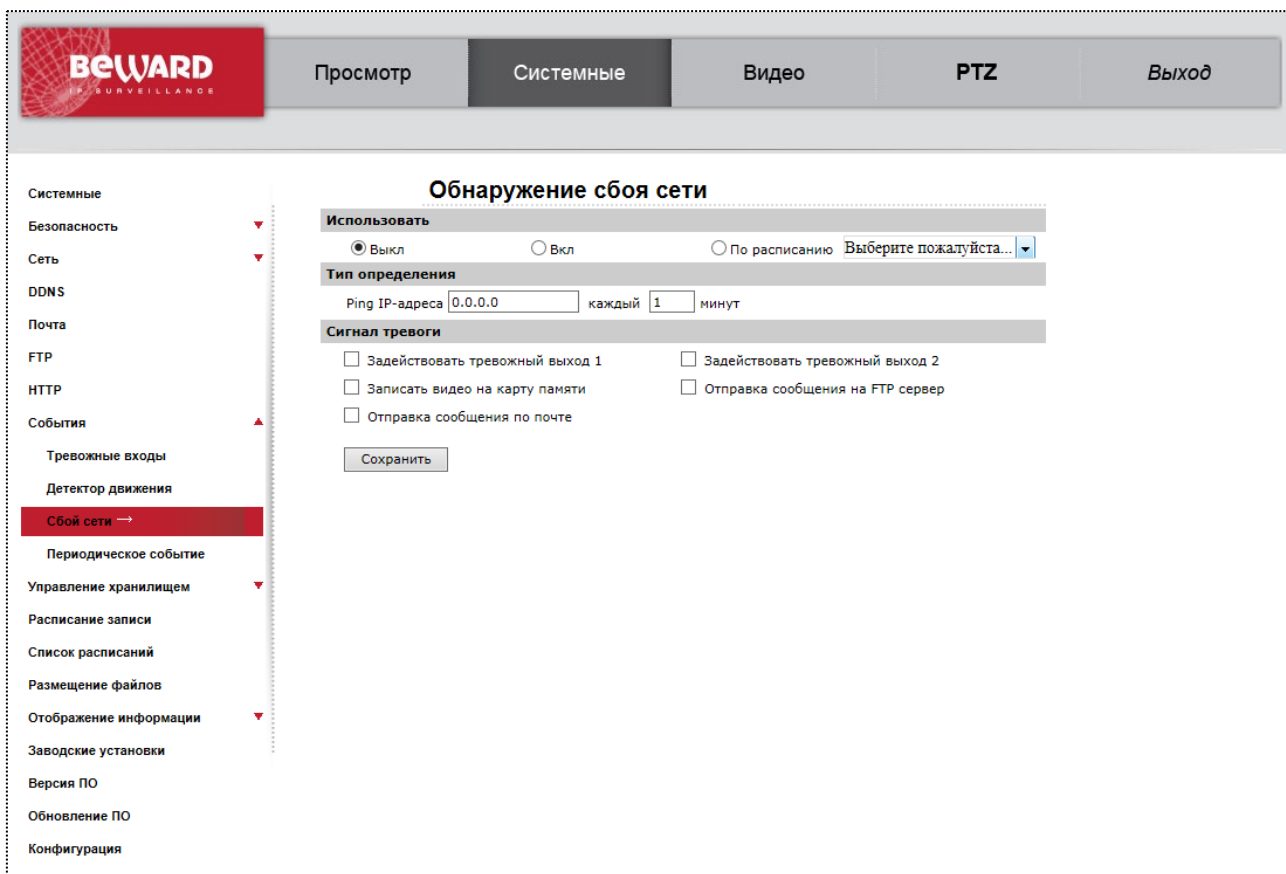 BEWARD
IP SURVEILLANCE
Просмотр
Системные
Видео
PTZ
Выход
Системные
Безопасность
Сеть
DDNS
Почта
FTP
HTTP
События
Тревожные входы
Детектор движения
Сбой сети →
Периодическое событие
Управление хранилищем
Расписание записи
Список расписаний
Размещение файлов
Отображение информации
Заводские установки
Версия ПО
Обновление ПО
Конфигурация
Обнаружение сбоя сети
Использовать
Выкл Вкл По расписанию Выберите пожалуйста...
Тип определения
Ping IP-адреса 0.0.0.0 каждый 1 минут
Сигнал тревоги
Задействовать тревожный выход 1 Задействовать тревожный выход 2
Записать видео на карту памяти Отправка сообщения на FTP сервер
Отправка сообщения по почте
Сохранить